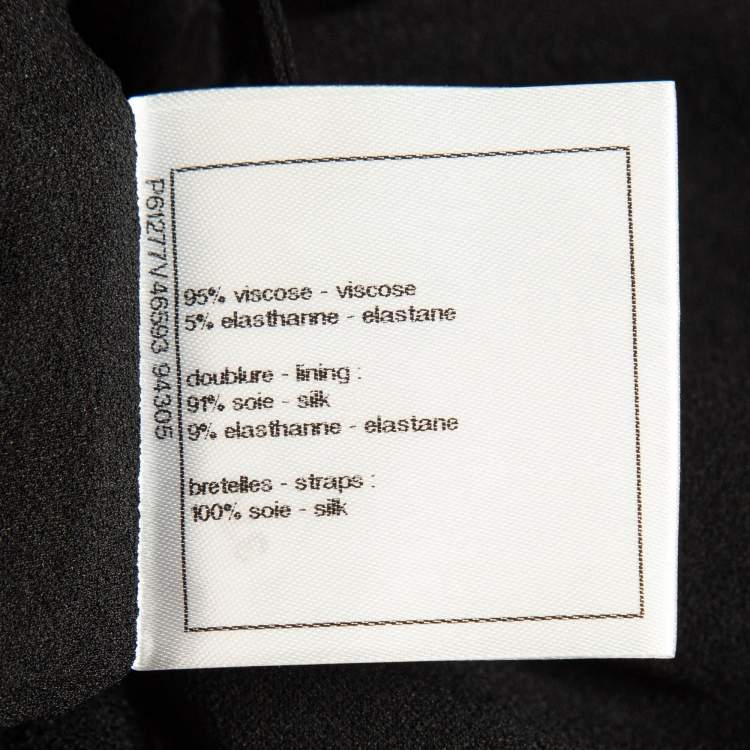 P61277V46593 94305
95% viscose - viscose
5% elasthanne - elastane
doublure - lining :
91% soie - silk
9% elasthanne - elastane
bretelles - straps :
100% soie - silk